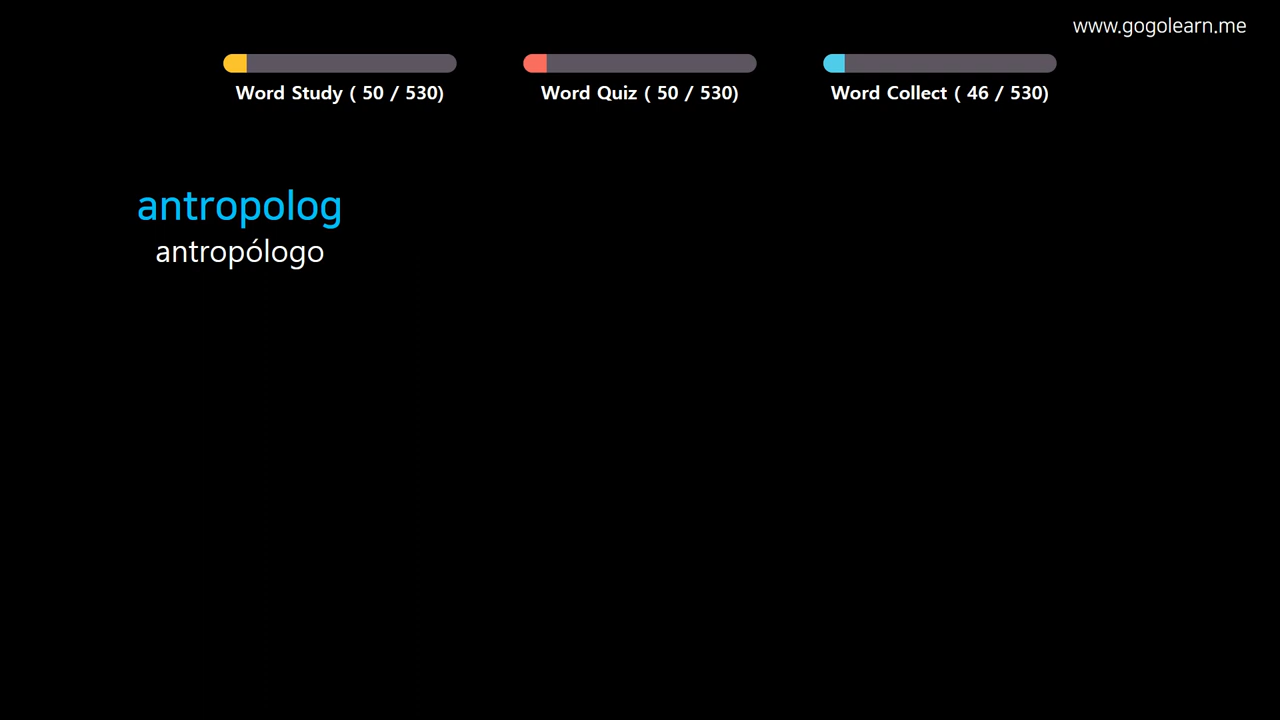 www.gogolearn.me
Word Study ( 50 / 530)
Word Quiz ( 50 / 530)
Word Collect ( 46 / 530)
antropolog
antropólogo